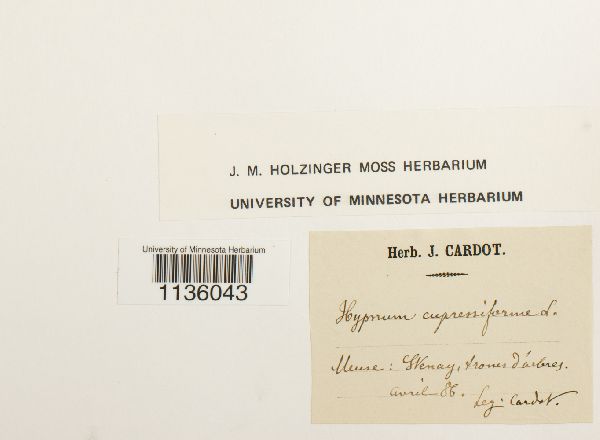 J. M. HOLZINGER MOSS HERBARIUM
UNIVERSITY OF MINNESOTA HERBARIUM
University of Minnesota Herbarium
1136043
Herb. J. CARDOT.
Hypnum cupressiforme L.
Meuse: Stenay, troncs d'arbres.
avril 86. Leg. Cardot.